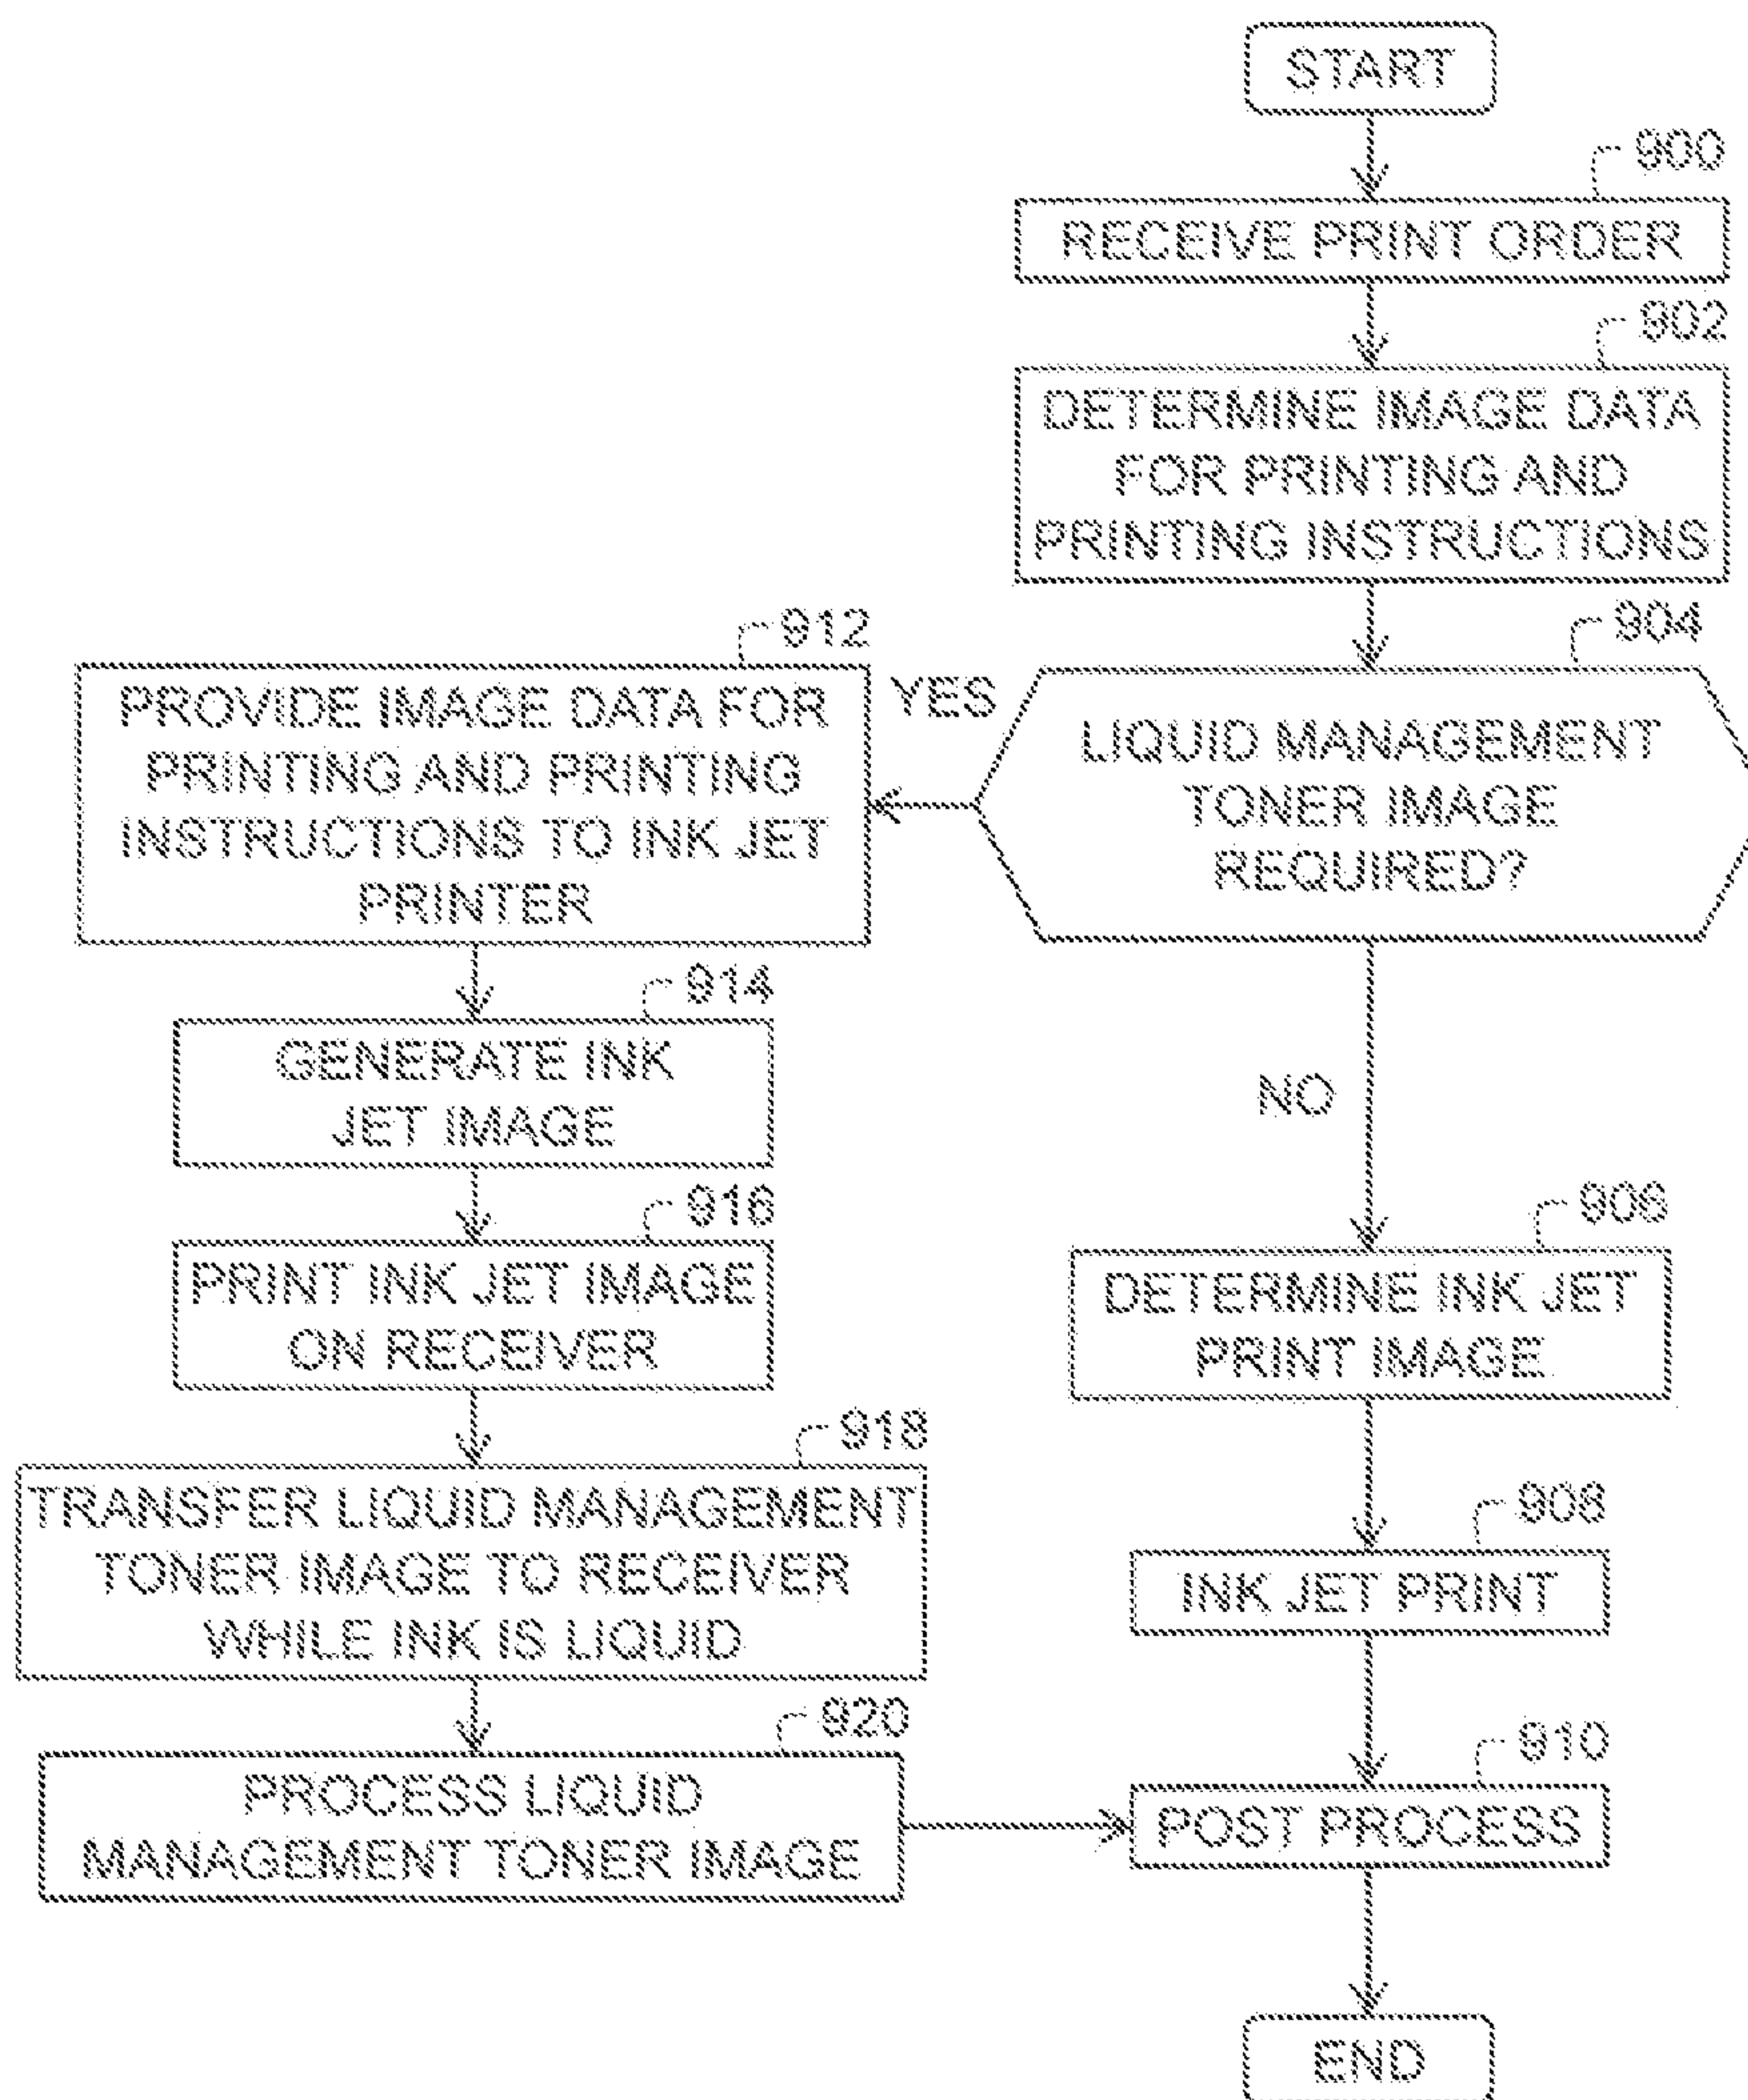 START
900
RECEIVE PRINT ORDER
902
DETERMINE IMAGE DATA
FOR PRINTING AND
PRINTING INSTRUCTIONS
904
LIQUID MANAGEMENT
TONER IMAGE
REQUIRED?
YES
912
PROVIDE IMAGE DATA FOR
PRINTING AND PRINTING
INSTRUCTIONS TO INK JET
PRINTER
914
GENERATE INK
JET IMAGE
916
PRINT INK JET IMAGE
ON RECEIVER
918
TRANSFER LIQUID MANAGEMENT
TONER IMAGE TO RECEIVER
WHILE INK IS LIQUID
920
PROCESS LIQUID
MANAGEMENT TONER IMAGE
NO
906
DETERMINE INK JET
PRINT IMAGE
908
INK JET PRINT
910
POST PROCESS
END